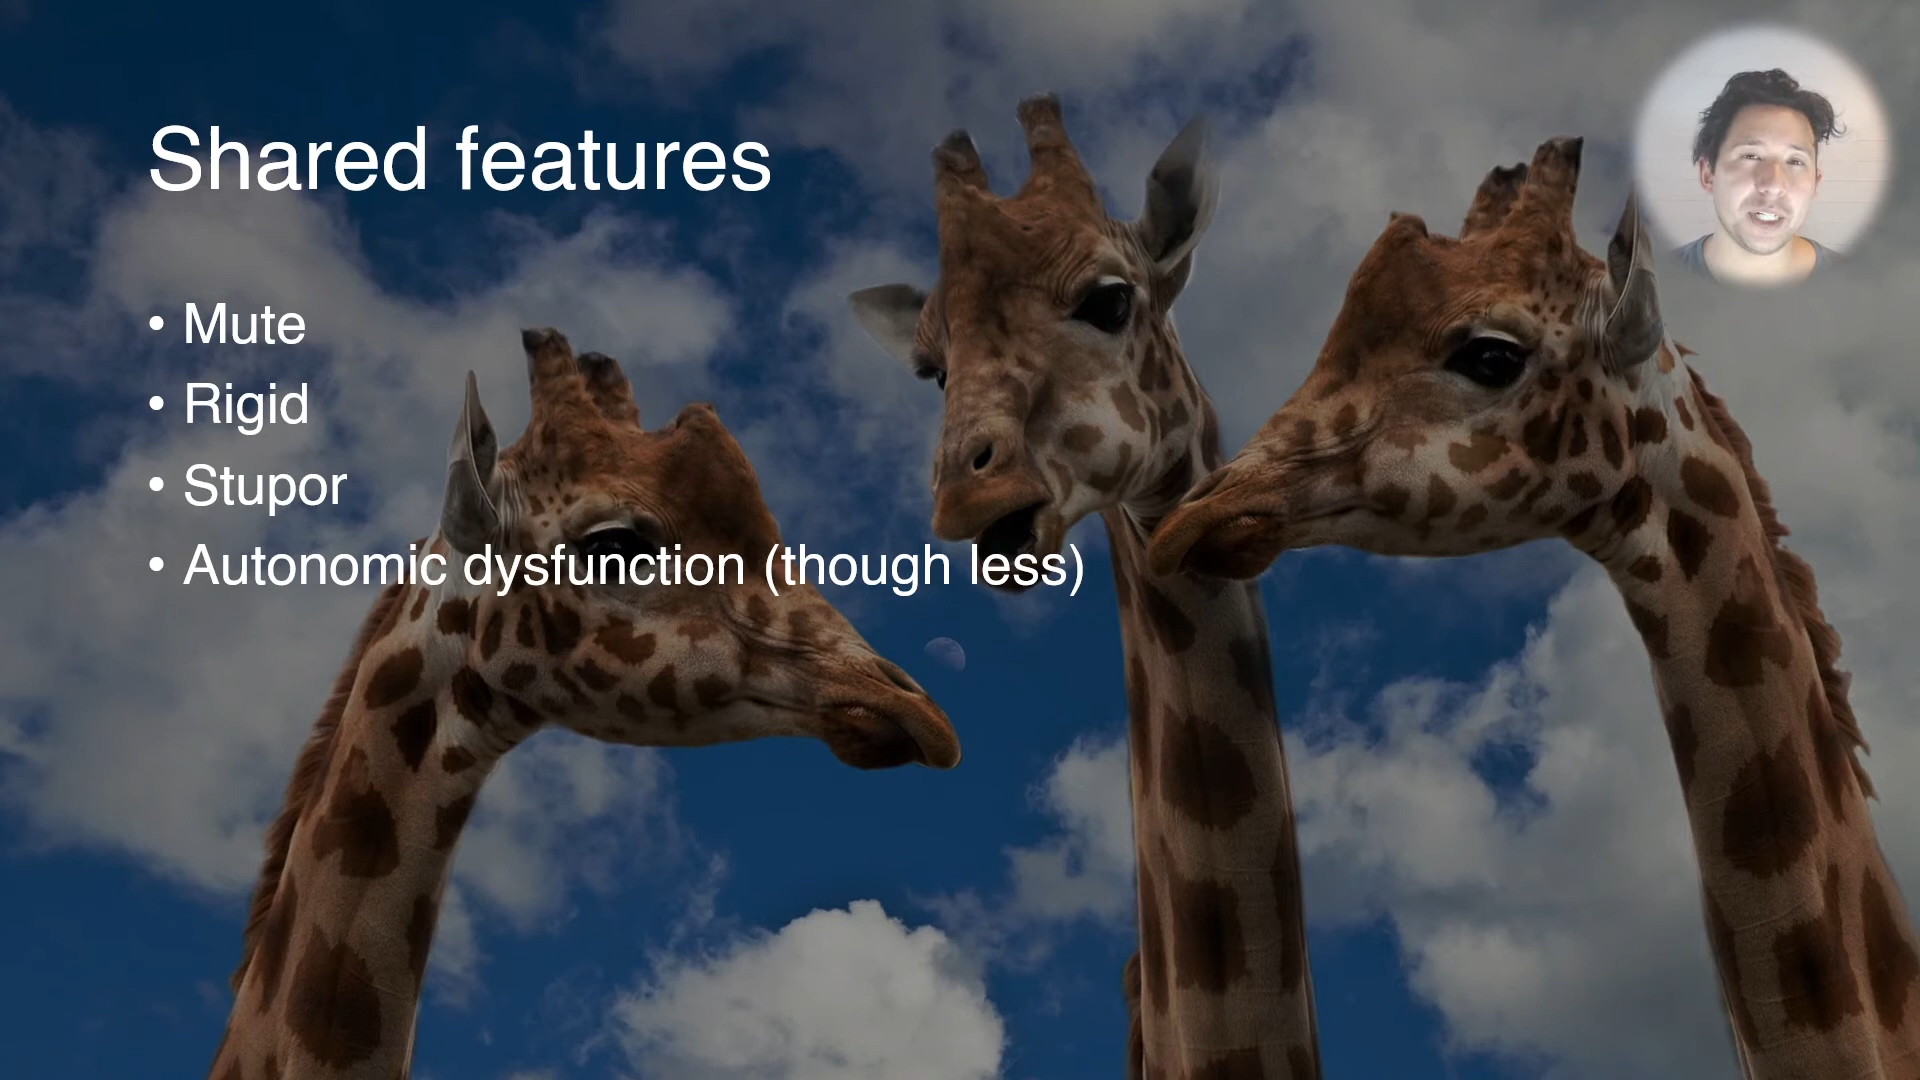 Shared features
• Mute
• Rigid
• Stupor
• Autonomic dysfunction (though less)